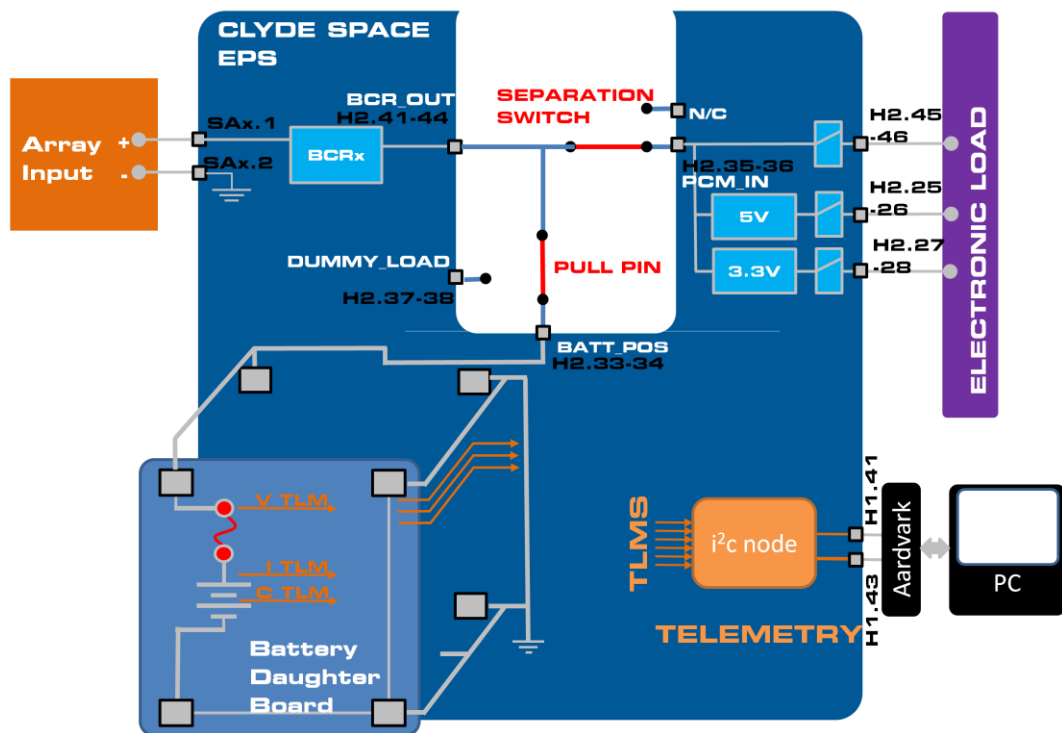 CLYDE SPACE
EPS
Array
Input
+
-
SAx.1
SAx.2
BCRx
BCR_OUT
H2.41-44
SEPARATION
SWITCH
N/C
H2.35-36
PCM_IN
5V
3.3V
H2.45
-46
H2.25
-26
H2.27
-28
ELECTRONIC LOAD
DUMMY_LOAD
H2.37-38
PULL PIN
BATT_POS
H2.33-34
V TLM
I TLM
C TLM
Battery
Daughter
Board
TLMS
i²c node
TELEMETRY
H1.41
H1.43
Aardvark
PC